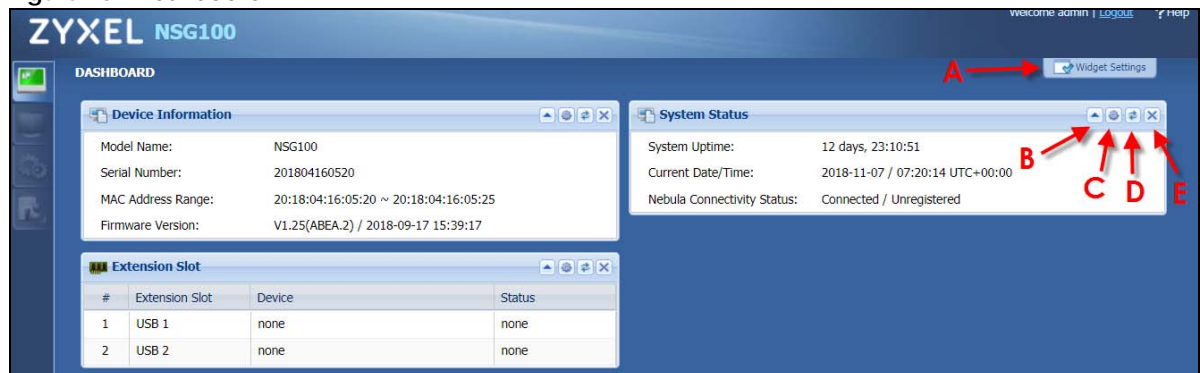 Welcome admin | Logout ? Help
ZYXEL NSG100
DASHBOARD
A
Widget Settings
Device Information
Model Name: NSG100
Serial Number: 201804160520
MAC Address Range: 20:18:04:16:05:20 ~ 20:18:04:16:05:25
Firmware Version: V1.25(ABEA.2) / 2018-09-17 15:39:17
System Status
System Uptime: 12 days, 23:10:51
Current Date/Time: 2018-11-07 / 07:20:14 UTC+00:00
Nebula Connectivity Status: Connected / Unregistered
B
C
D
E
Extension Slot
# Extension Slot Device Status
1 USB 1 none none
2 USB 2 none none